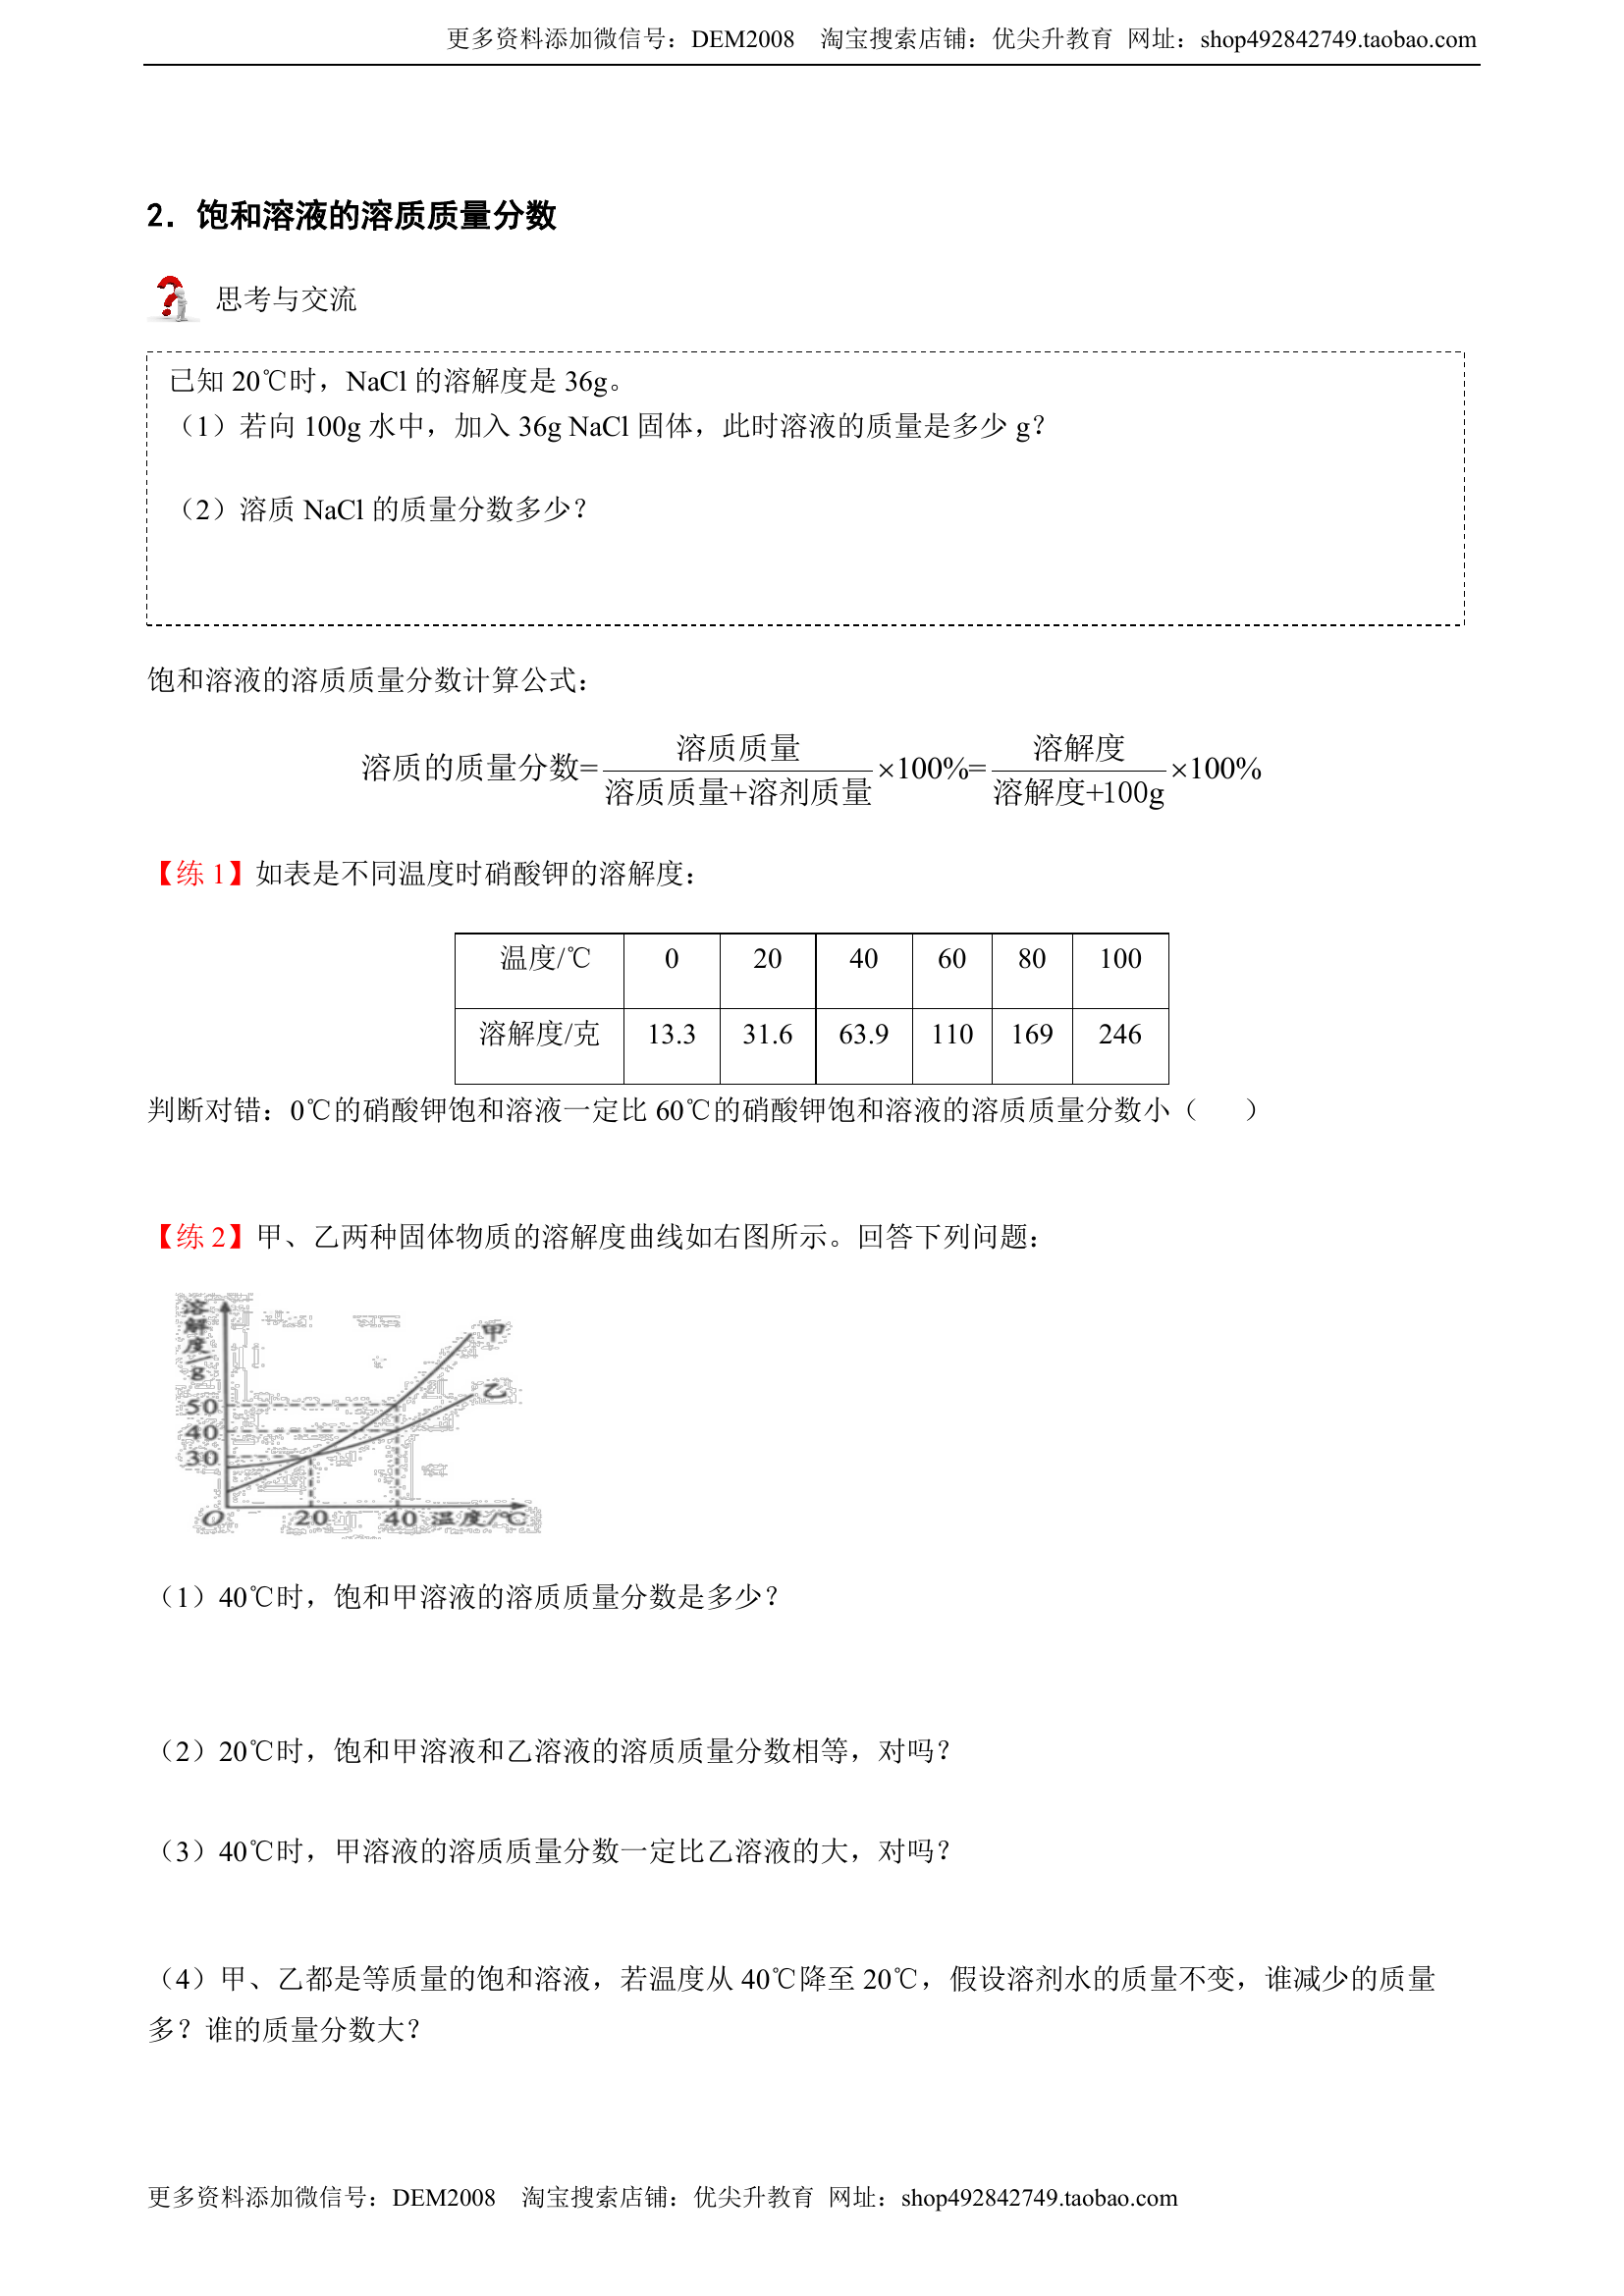 更多资料添加微信号：DEM2008 淘宝搜索店铺：优尖升教育 网址：shop492842749.taobao.com
2．饱和溶液的溶质质量分数
思考与交流
已知 20℃时，NaCl 的溶解度是 36g。
（1）若向 100g 水中，加入 36g NaCl 固体，此时溶液的质量是多少 g？
（2）溶质 NaCl 的质量分数多少？
饱和溶液的溶质质量分数计算公式：
溶质的质量分数=溶质质量/溶质质量+溶剂质量×100%=溶解度/溶解度+100g×100%
【练 1】如表是不同温度时硝酸钾的溶解度：
温度/℃ 0 20 40 60 80 100
溶解度/克 13.3 31.6 63.9 110 169 246
判断对错：0℃的硝酸钾饱和溶液一定比 60℃的硝酸钾饱和溶液的溶质质量分数小（ ）
【练 2】甲、乙两种固体物质的溶解度曲线如右图所示。回答下列问题：
溶解度/g
甲
乙
50
40
30
O 20 40 温度/℃
（1）40℃时，饱和甲溶液的溶质质量分数是多少？
（2）20℃时，饱和甲溶液和乙溶液的溶质质量分数相等，对吗？
（3）40℃时，甲溶液的溶质质量分数一定比乙溶液的大，对吗？
（4）甲、乙都是等质量的饱和溶液，若温度从 40℃降至 20℃，假设溶剂水的质量不变，谁减少的质量
多？谁的质量分数大？
更多资料添加微信号：DEM2008 淘宝搜索店铺：优尖升教育 网址：shop492842749.taobao.com